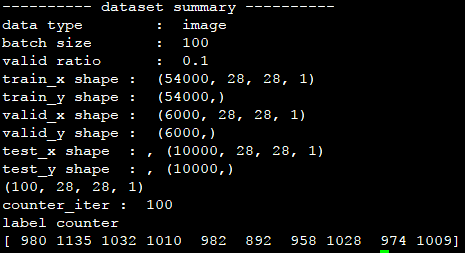 ---------- dataset summary ----------
data type        :  image
batch size       :  100
valid ratio      :  0.1
train_x shape :  (54000, 28, 28, 1)
train_y shape :  (54000,)
valid_x shape :  (6000, 28, 28, 1)
valid_y shape :  (6000,)
test_x shape  : , (10000, 28, 28, 1)
test_y shape  : , (10000,)
(100, 28, 28, 1)
counter_iter :  100
label counter
[ 980 1135 1032 1010  982  892  958 1028  974 1009]